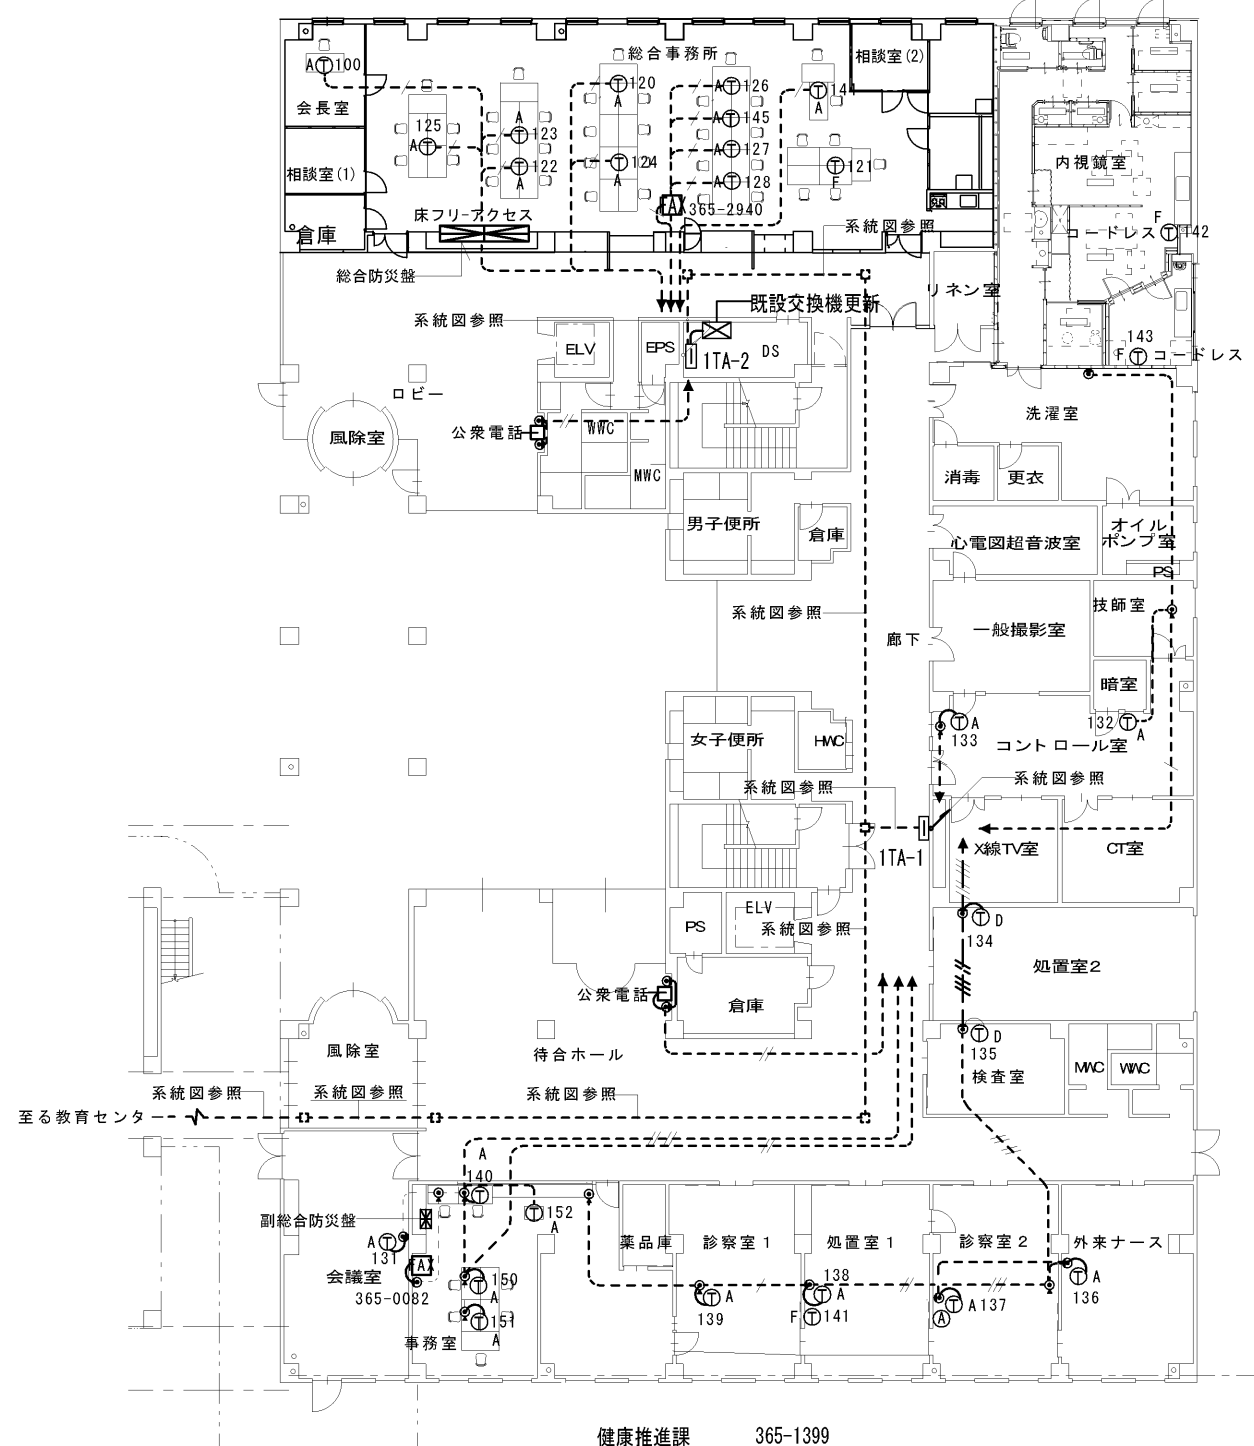 総合事務所
相談室(2)
A 100
120
A
A 126
14
A
会長室
125
A
A
123
A 145
内視鏡室
相談室(1)
122
A
124
A
A 127
121
F
A 128
FAX 365-2940
床フリーアクセス
倉庫
系統図参照
F
コードレス 142
総合防災盤
リネン室
既設交換機更新
系統図参照
143
F コードレス
ELV
EPS
1TA-2
DS
ロビー
洗濯室
公衆電話
WWC
風除室
MWC
消毒
更衣
男子便所
倉庫
オイル
ポンプ室
心電図超音波室
PS
系統図参照
技師室
廊下
一般撮影室
暗室
A
133
132
A
女子便所
HWC
コントロール室
系統図参照
系統図参照
1TA-1
X線TV室
CT室
PS
ELV
系統図参照
D
134
処置室2
公衆電話
倉庫
D
135
風除室
待合ホール
検査室
MWC
WWC
系統図参照
系統図参照
系統図参照
至る教育センタ
A
140
152
A
副総合防災盤
A
131
薬品庫
診察室1
処置室1
診察室2
外来ナース
会議室
FAX
365-0082
150
A
138
A
A
136
A
139
F 141
A 137
A
151
A
事務室
健康推進課 365-1399